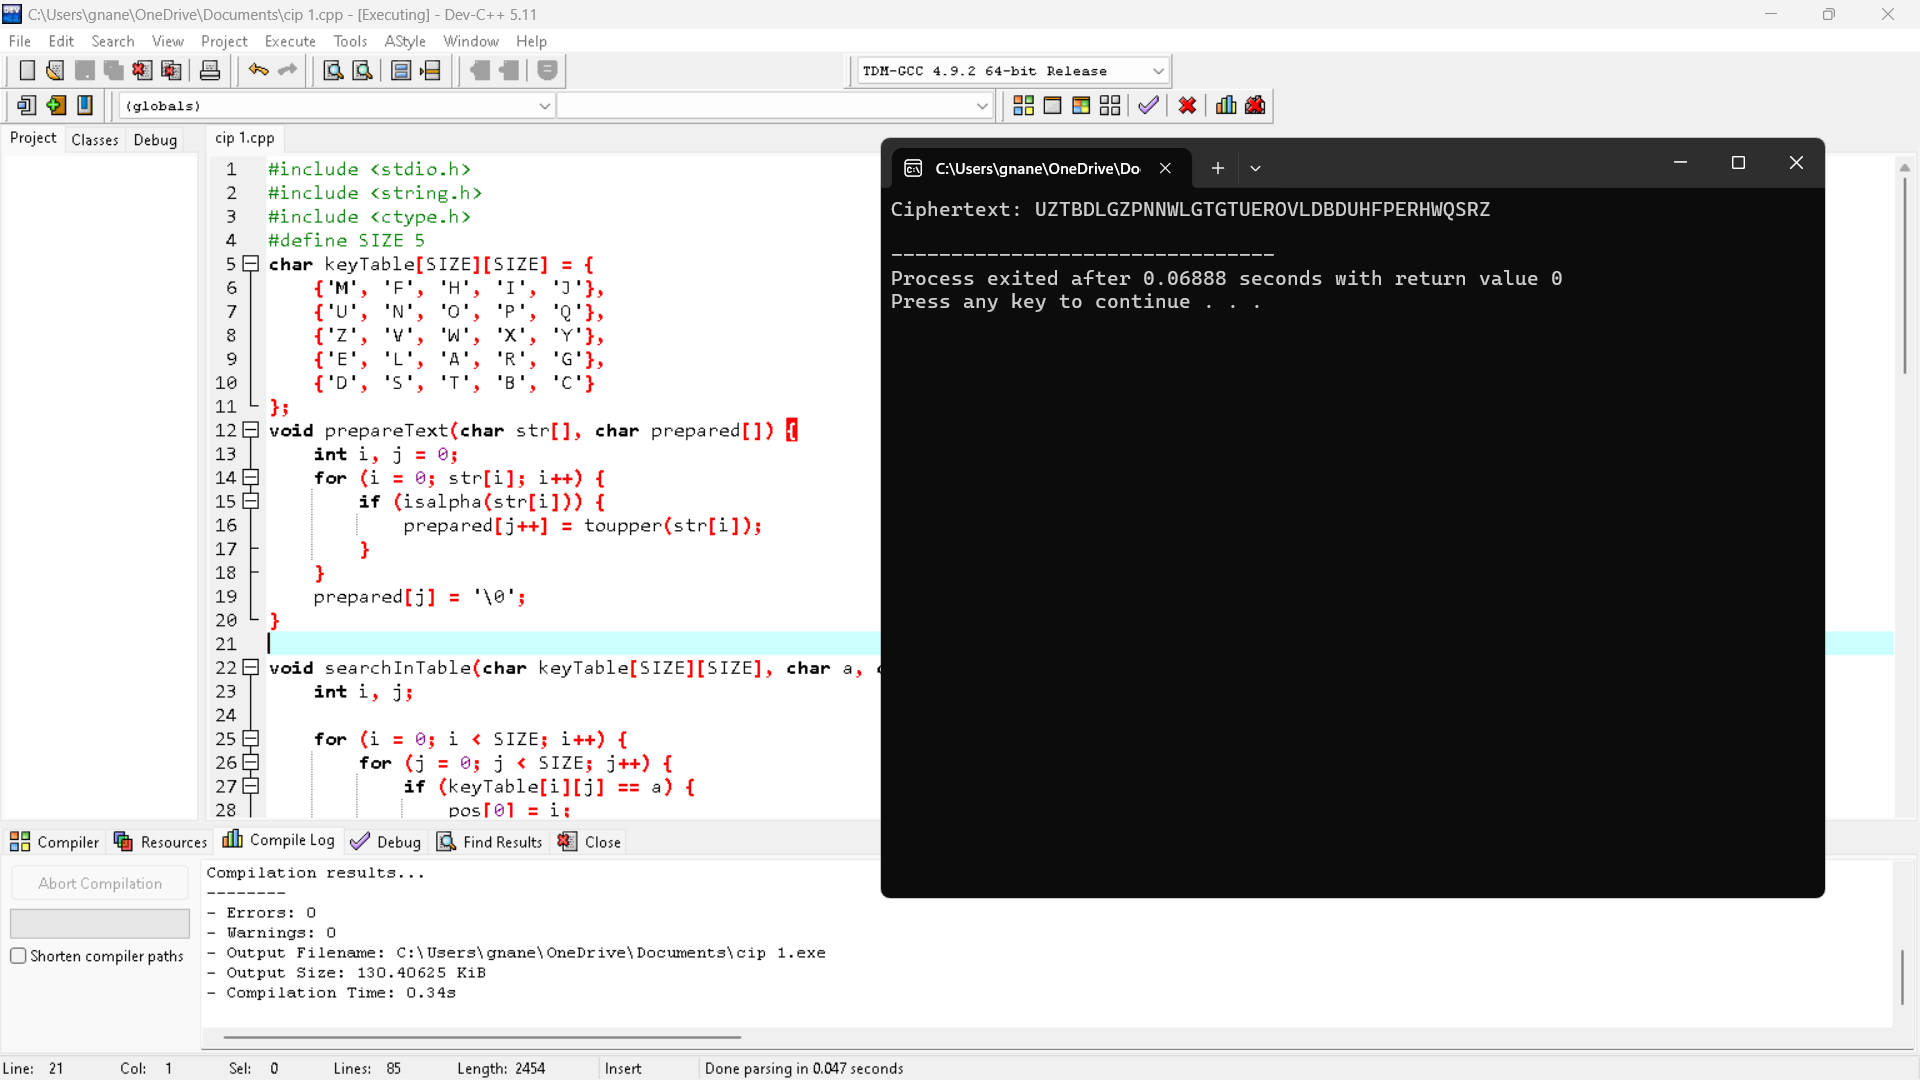 C:\Users\gnane\OneDrive\Documents\cip 1.cpp - [Executing] - Dev-C++ 5.11
File Edit Search View Project Execute Tools AStyle Window Help
TDM-GCC 4.9.2 64-bit Release
(globals)
Project Classes Debug
cip 1.cpp
1 #include <stdio.h>
2 #include <string.h>
3 #include <ctype.h>
4 #define SIZE 5
5 char keyTable[SIZE][SIZE] = {
6 {'M', 'F', 'H', 'I', 'J'},
7 {'U', 'N', 'O', 'P', 'Q'},
8 {'Z', 'V', 'W', 'X', 'Y'},
9 {'E', 'L', 'A', 'R', 'G'},
10 {'D', 'S', 'T', 'B', 'C'}
11 };
12 void prepareText(char str[], char prepared[]) {
13 int i, j = 0;
14 for (i = 0; str[i]; i++) {
15 if (isalpha(str[i])) {
16 prepared[j++] = toupper(str[i]);
17 }
18 }
19 prepared[j] = '\0';
20 }
21
22 void searchInTable(char keyTable[SIZE][SIZE], char a,
23 int i, j;
24
25 for (i = 0; i < SIZE; i++) {
26 for (j = 0; j < SIZE; j++) {
27 if (keyTable[i][j] == a) {
28 pos[0] = i;
C:\Users\gnane\OneDrive\Do
Ciphertext: UZTBDLGZPNNWLGTGTUEROVLDBDUHFPERHWQSRZ
--------------------------------
Process exited after 0.06888 seconds with return value 0
Press any key to continue . . .
Compiler Resources Compile Log Debug Find Results Close
Abort Compilation
Shorten compiler paths
Compilation results...
--------
- Errors: 0
- Warnings: 0
- Output Filename: C:\Users\gnane\OneDrive\Documents\cip 1.exe
- Output Size: 130.40625 KiB
- Compilation Time: 0.34s
Line: 21 Col: 1 Sel: 0 Lines: 85 Length: 2454 Insert Done parsing in 0.047 seconds